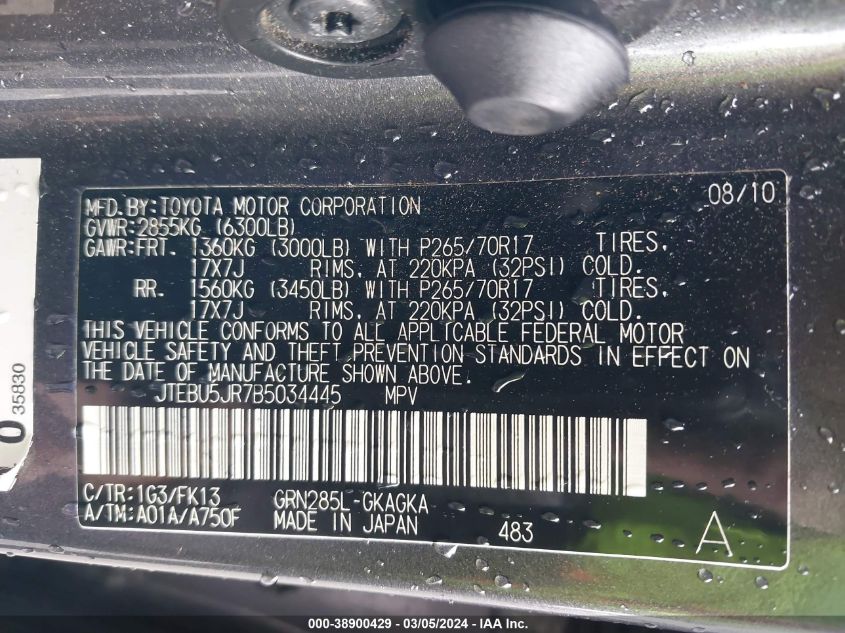 MFD. BY: TOYOTA MOTOR CORPORATION 08/10
GVWR: 2855KG (6300LB)
GAWR: FRT. 1360KG (3000LB) WITH P265/70R17 TIRES,
17X7J RIMS, AT 220KPA (32PSI) COLD.
RR. 1560KG (3450LB) WITH P265/70R17 TIRES,
17X7J RIMS, AT 220KPA (32PSI) COLD.
THIS VEHICLE CONFORMS TO ALL APPLICABLE FEDERAL MOTOR
VEHICLE SAFETY AND THEFT PREVENTION STANDARDS IN EFFECT ON
THE DATE OF MANUFACTURE SHOWN ABOVE.
JTEBU5JR7B5034445 MPV
C/TR: 1G3/FK13 GRN285L-GKAGKA
A/TM: A01A/A750F MADE IN JAPAN 483 A
0 35830
000-38900429 - 03/05/2024 - IAA Inc.